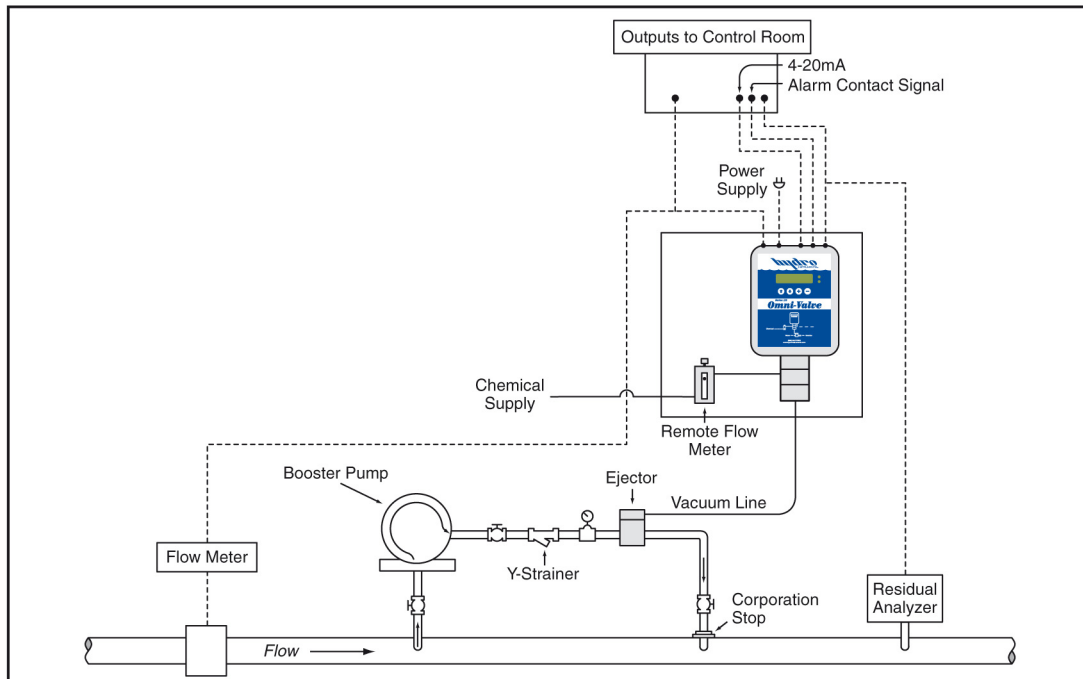 Outputs to Control Room
4-20mA
Alarm Contact Signal
Power
Supply
hydro
Omni-Valve
Chemical
Supply
Remote Flow
Meter
Booster Pump
Ejector
Vacuum Line
Flow Meter
Y-Strainer
Corporation
Stop
Residual
Analyzer
Flow